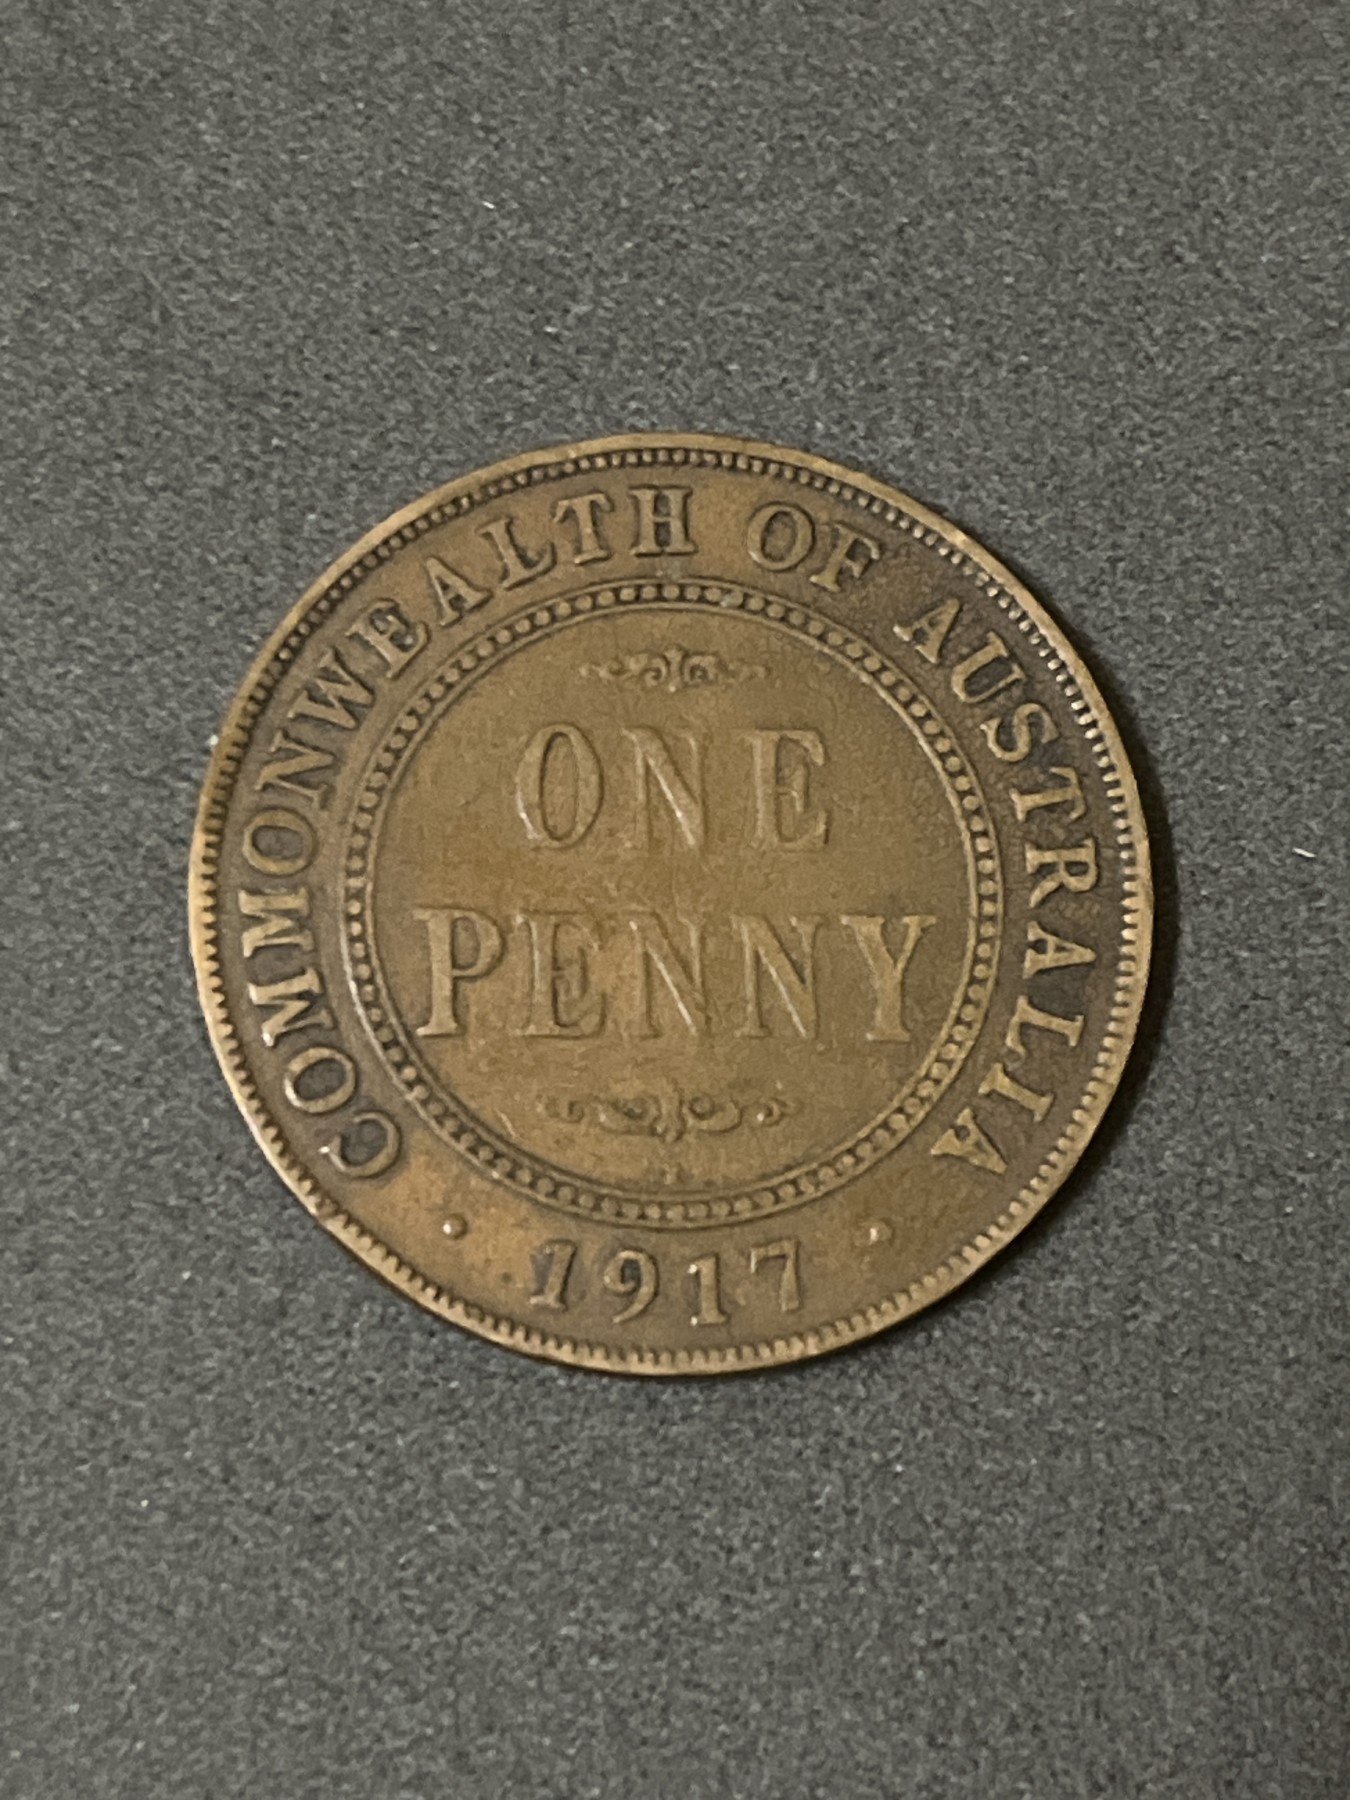 COMMONWEALTH OF AUSTRALIA
ONE
PENNY
1917